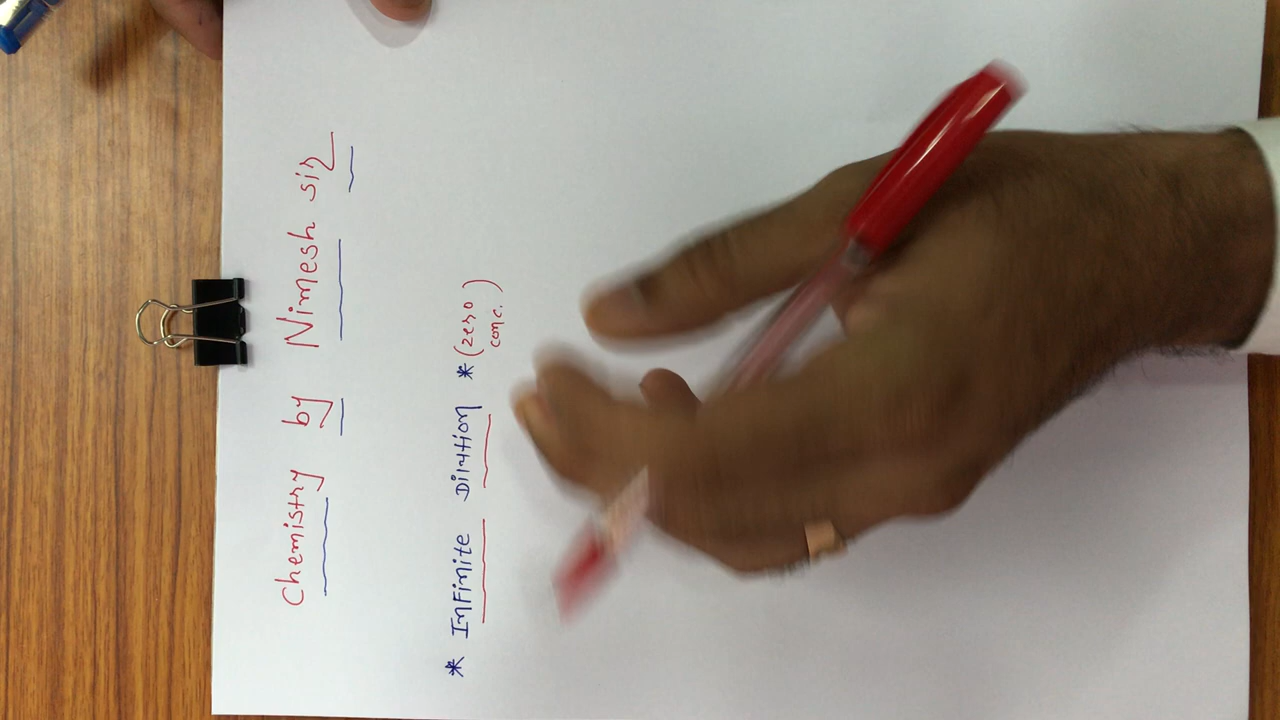 Chemistry by Nimesh sir
* Infinite Dilution * (zero
conc.)